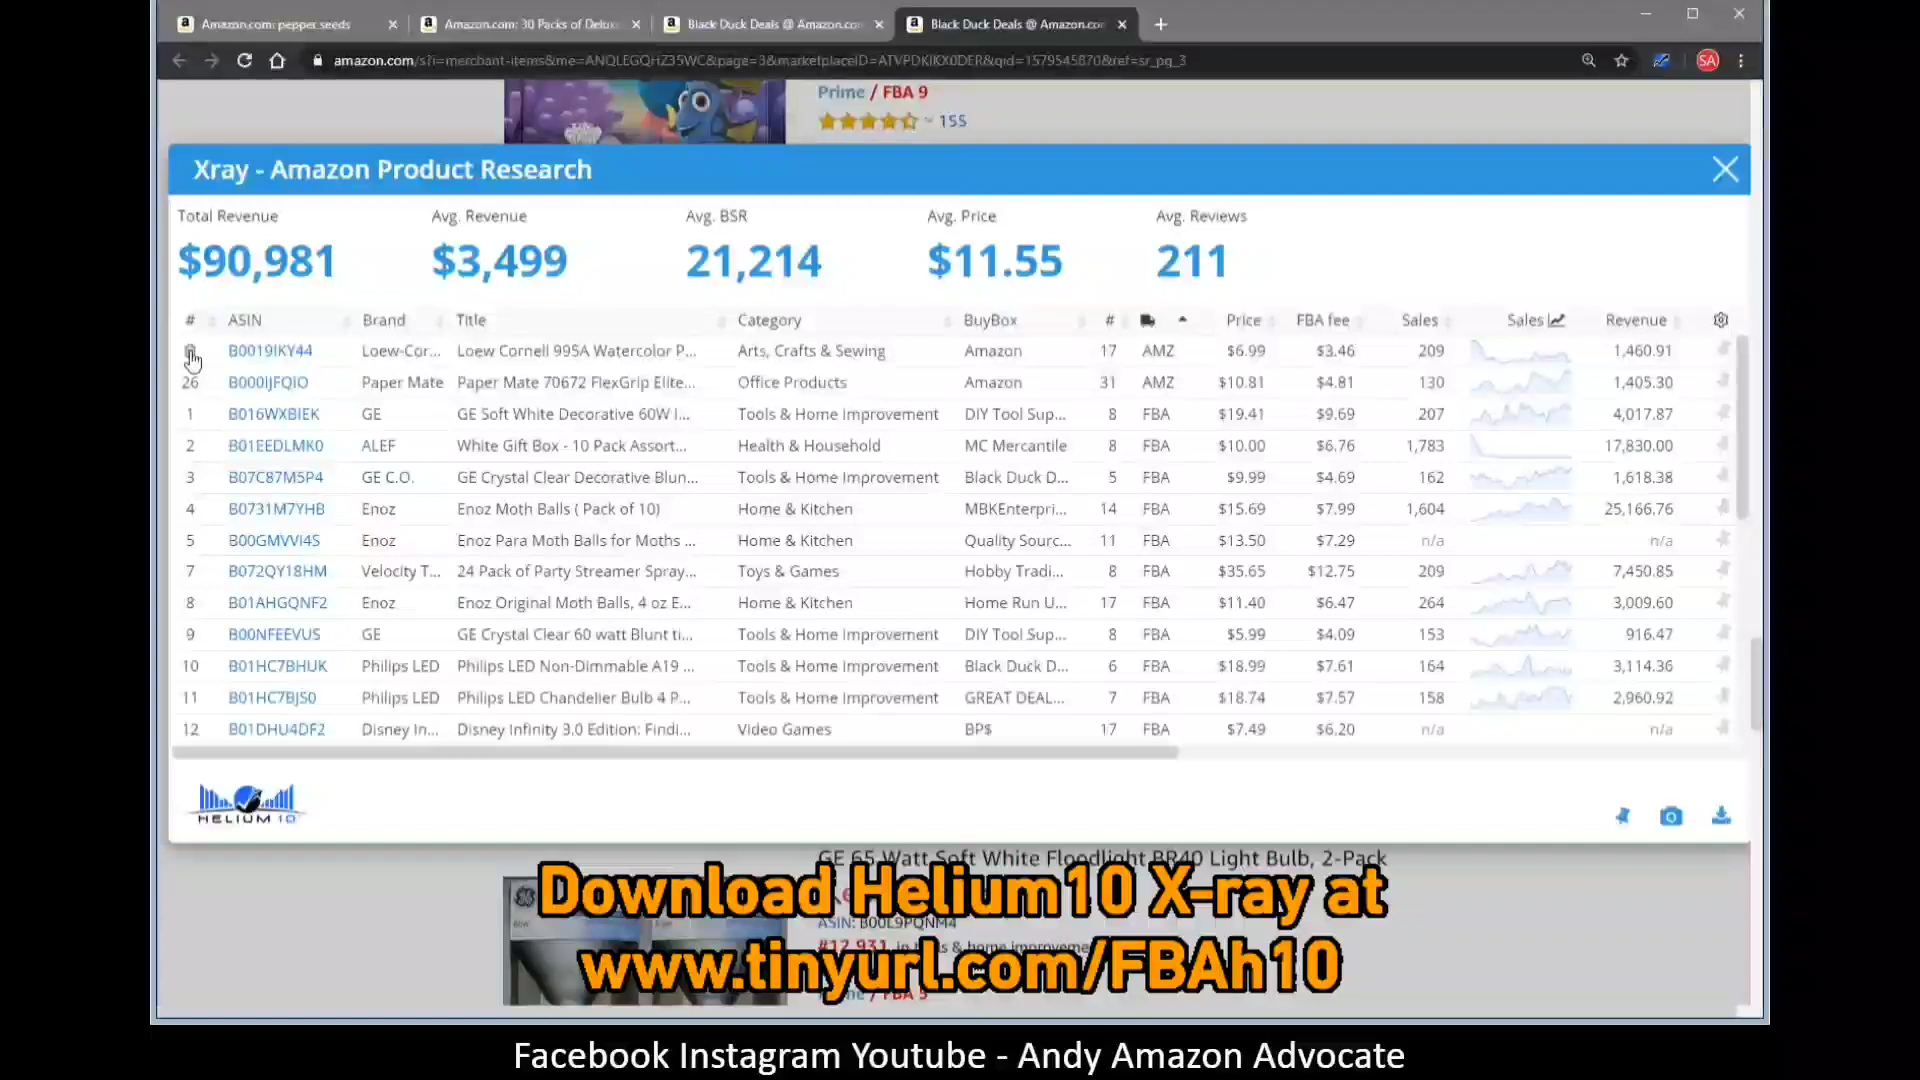 Amazon.com: pepper seeds
Amazon.com: 30 Packs of Delux
Black Duck Deals @ Amazon.com
Black Duck Deals @ Amazon.com
amazon.com/s?i=merchant-items&me=ANQLEGQHZ35WC&page=3&marketplaceID=ATVPDKIKX0DER&qid=1579545870&ref=sr_pg_3
SA
Prime / FBA 9
155
Xray - Amazon Product Research
Total Revenue Avg. Revenue Avg. BSR Avg. Price Avg. Reviews
$90,981 $3,499 21,214 $11.55 211
# ASIN Brand Title Category BuyBox # Price FBA fee Sales Sales Revenue
B0019IKY44 Loew-Cor... Loew Cornell 995A Watercolor P... Arts, Crafts & Sewing Amazon 17 AMZ $6.99 $3.46 209 1,460.91
26 B000IJFQIO Paper Mate Paper Mate 70672 FlexGrip Elite... Office Products Amazon 31 AMZ $10.81 $4.81 130 1,405.30
1 B016WXBIEK GE GE Soft White Decorative 60W I... Tools & Home Improvement DIY Tool Sup... 8 FBA $19.41 $9.69 207 4,017.87
2 B01EEDLMK0 ALEF White Gift Box - 10 Pack Assort... Health & Household MC Mercantile 8 FBA $10.00 $6.76 1,783 17,830.00
3 B07C87M5P4 GE C.O. GE Crystal Clear Decorative Blun... Tools & Home Improvement Black Duck D... 5 FBA $9.99 $4.69 162 1,618.38
4 B0731M7YHB Enoz Enoz Moth Balls ( Pack of 10) Home & Kitchen MBKEnterpri... 14 FBA $15.69 $7.99 1,604 25,166.76
5 B00GMVVI4S Enoz Enoz Para Moth Balls for Moths ... Home & Kitchen Quality Sourc... 11 FBA $13.50 $7.29 n/a n/a
7 B072QY18HM Velocity T... 24 Pack of Party Streamer Spray... Toys & Games Hobby Tradi... 8 FBA $35.65 $12.75 209 7,450.85
8 B01AHGQNF2 Enoz Enoz Original Moth Balls, 4 oz E... Home & Kitchen Home Run U... 17 FBA $11.40 $6.47 264 3,009.60
9 B00NFEEVUS GE GE Crystal Clear 60 watt Blunt ti... Tools & Home Improvement DIY Tool Sup... 8 FBA $5.99 $4.09 153 916.47
10 B01HC7BHUK Philips LED Philips LED Non-Dimmable A19 ... Tools & Home Improvement Black Duck D... 6 FBA $18.99 $7.61 164 3,114.36
11 B01HC7BJS0 Philips LED Philips LED Chandelier Bulb 4 P... Tools & Home Improvement GREAT DEAL... 7 FBA $18.74 $7.57 158 2,960.92
12 B01DHU4DF2 Disney In... Disney Infinity 3.0 Edition: Findi... Video Games BP$ 17 FBA $7.49 $6.20 n/a n/a
HELIUM 10
GE 65 Watt Soft White Floodlight BR40 Light Bulb, 2-Pack
Download Helium10 X-ray at
ASIN: B00L9PQNM4
#12,931 in tools & home improvement
www.tinyurl.com/FBAh10
Prime / FBA 5
Facebook Instagram Youtube - Andy Amazon Advocate